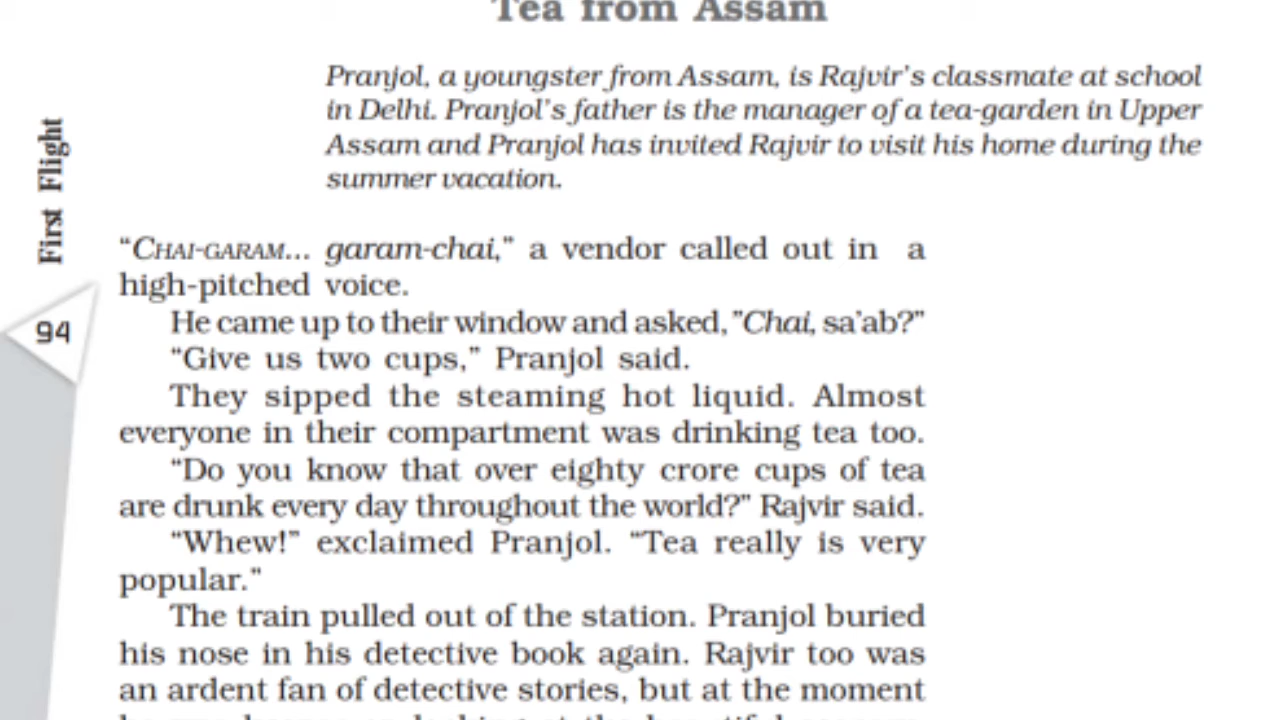 Tea from Assam
Pranjol, a youngster from Assam, is Rajvir's classmate at school
in Delhi. Pranjol's father is the manager of a tea-garden in Upper
Assam and Pranjol has invited Rajvir to visit his home during the
summer vacation.
First Flight
94
“CHAI-GARAM... garam-chai,” a vendor called out in a
high-pitched voice.
He came up to their window and asked, ”Chai, sa’ab?”
“Give us two cups,” Pranjol said.
They sipped the steaming hot liquid. Almost
everyone in their compartment was drinking tea too.
“Do you know that over eighty crore cups of tea
are drunk every day throughout the world?” Rajvir said.
“Whew!” exclaimed Pranjol. “Tea really is very
popular.”
The train pulled out of the station. Pranjol buried
his nose in his detective book again. Rajvir too was
an ardent fan of detective stories, but at the moment